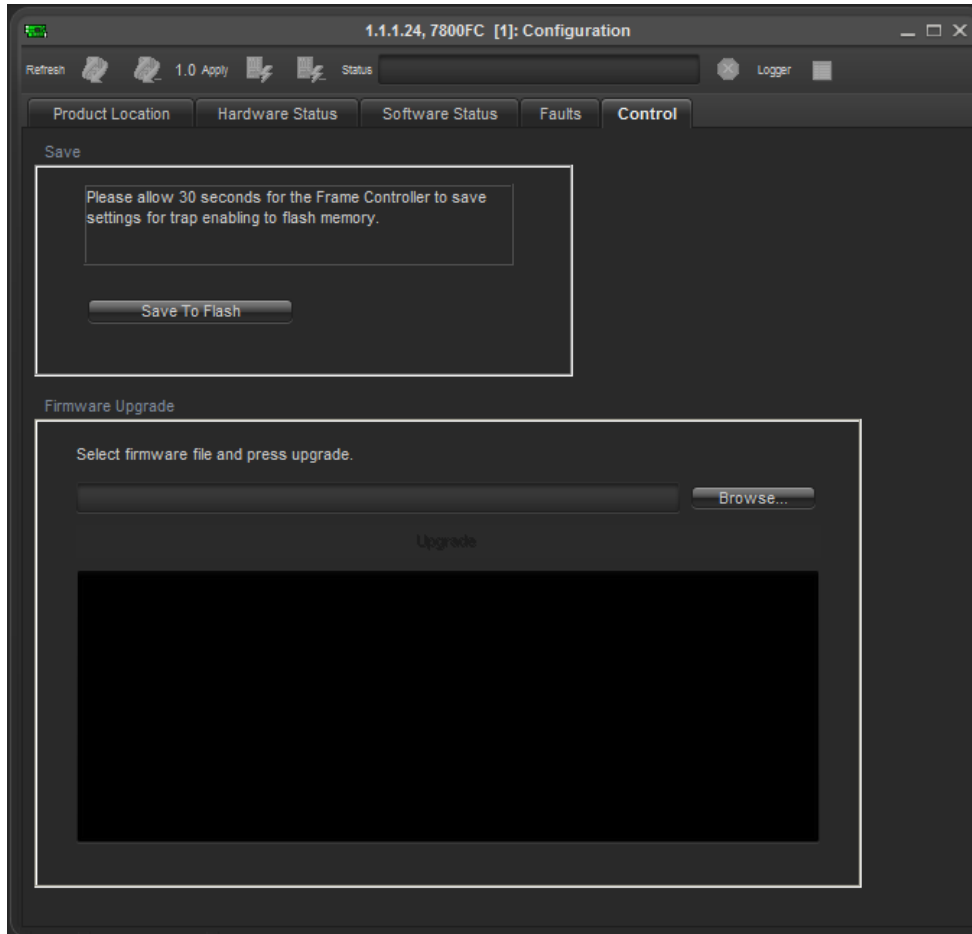 1.1.1.24, 7800FC [1]: Configuration
Refresh 1.0 Apply Status Logger
Product Location Hardware Status Software Status Faults Control
Save
Please allow 30 seconds for the Frame Controller to save
settings for trap enabling to flash memory.
Save To Flash
Firmware Upgrade
Select firmware file and press upgrade.
Browse...
Upgrade